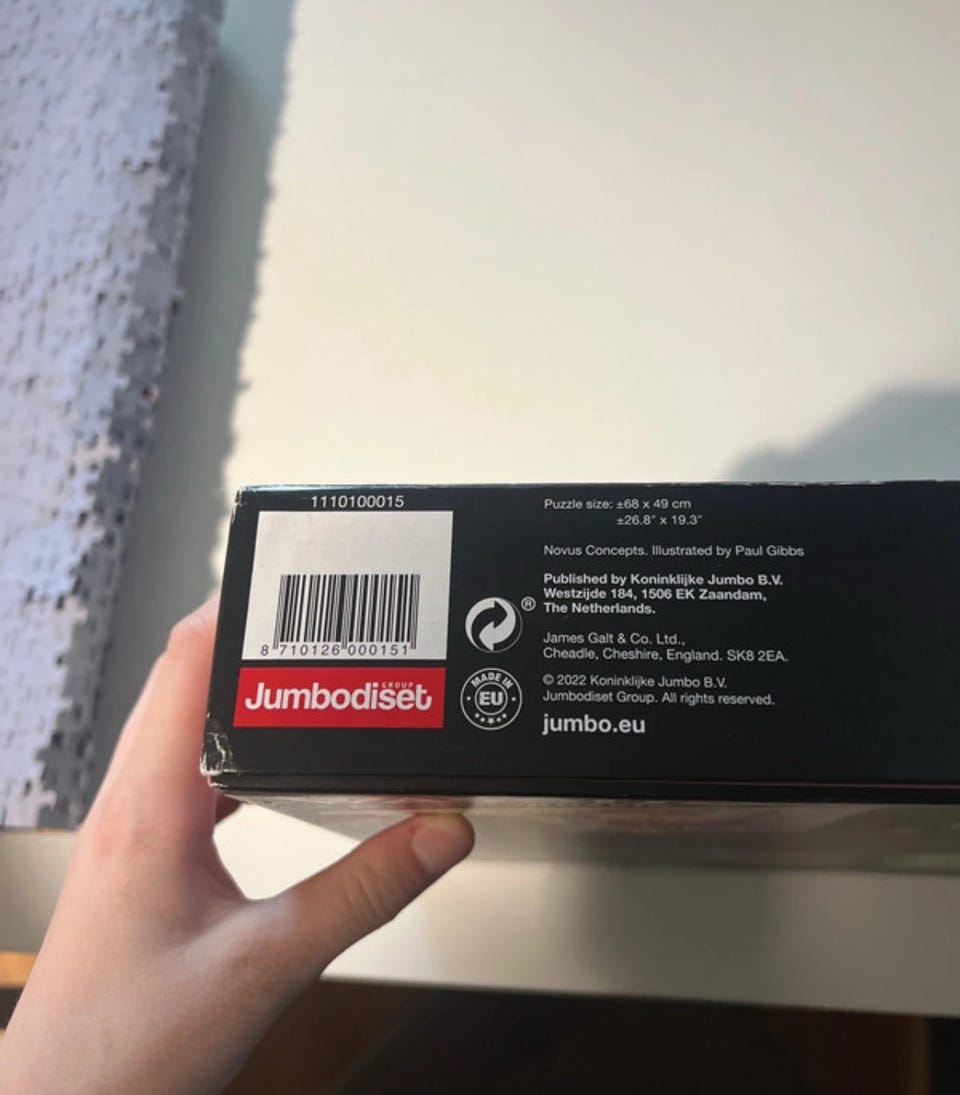 1110100015
8 710126 000151
Jumbodiset
GROUP
®
MADE IN
EU
Puzzle size: ±68 x 49 cm
±26.8" x 19.3"
Novus Concepts. Illustrated by Paul Gibbs
Published by Koninklijke Jumbo B.V.
Westzijde 184, 1506 EK Zaandam,
The Netherlands.
James Galt & Co. Ltd.,
Cheadle, Cheshire, England. SK8 2EA.
© 2022 Koninklijke Jumbo B.V.
Jumbodiset Group. All rights reserved.
jumbo.eu